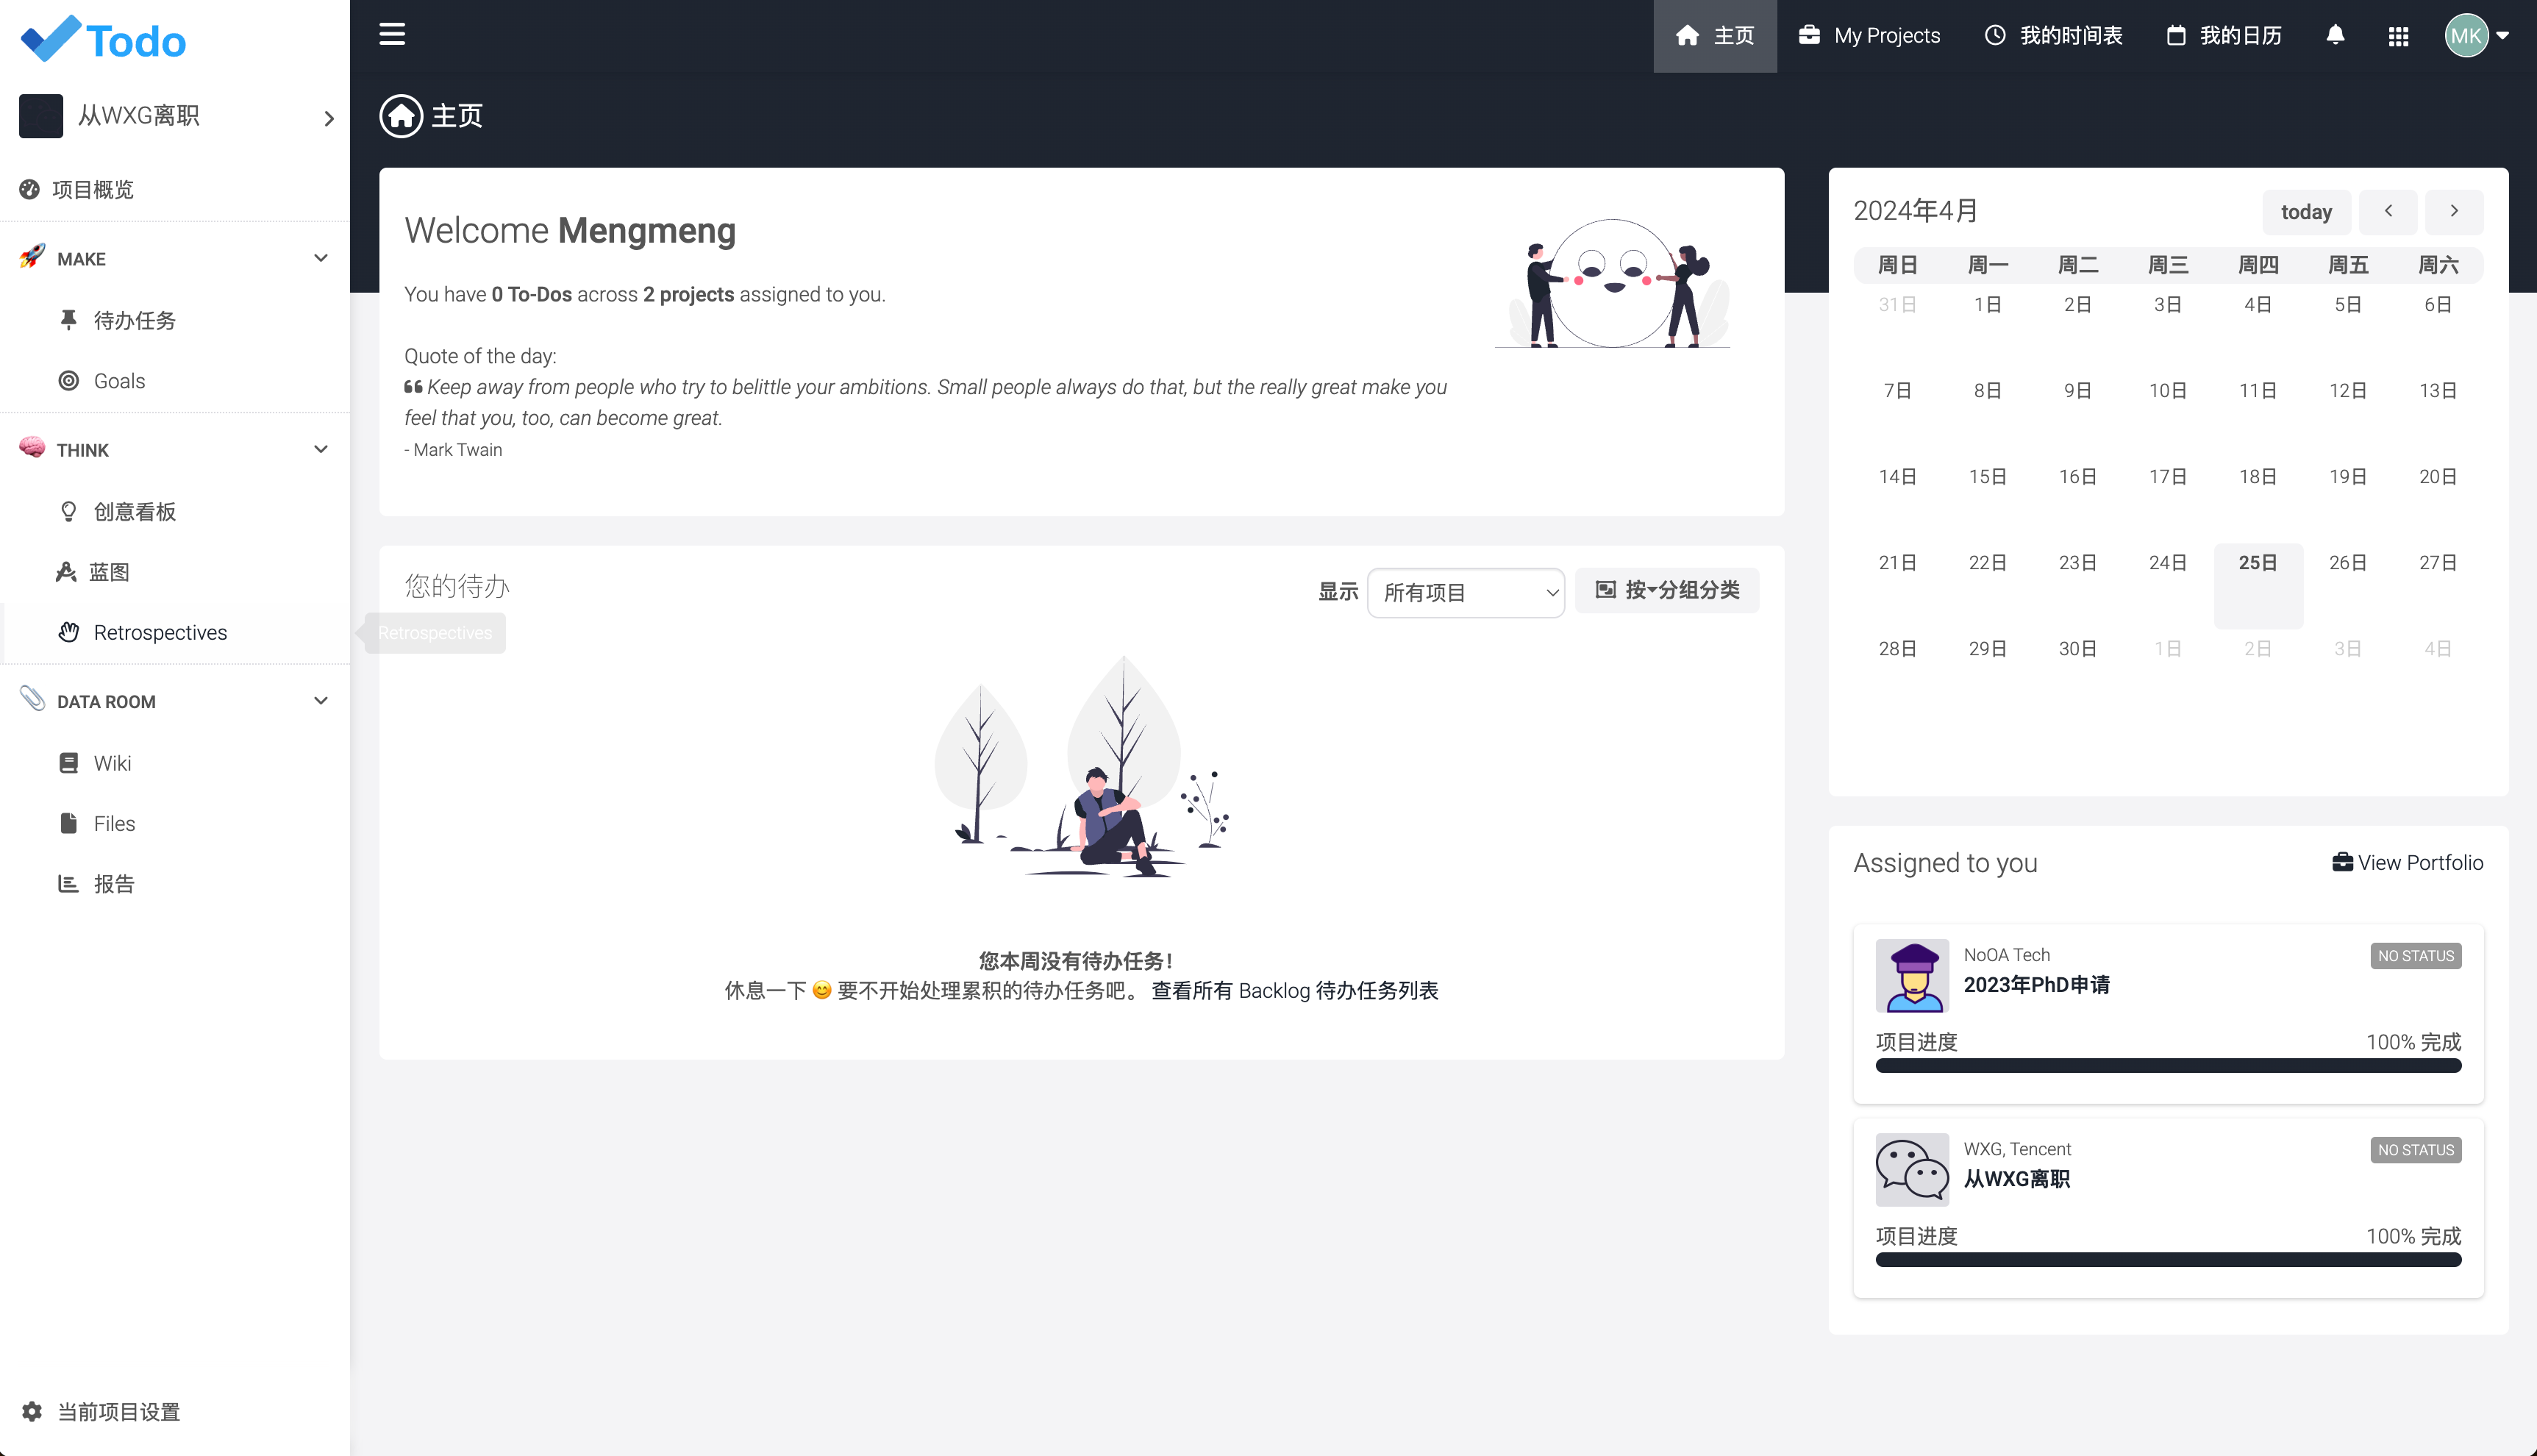 Todo
从WXG离职
项目概览
MAKE
待办任务
Goals
THINK
创意看板
蓝图
Retrospectives
DATA ROOM
Wiki
Files
报告
当前项目设置
主页
My Projects
我的时间表
我的日历
MK
主页
Welcome Mengmeng
You have 0 To-Dos across 2 projects assigned to you.
Quote of the day:
Keep away from people who try to belittle your ambitions. Small people always do that, but the really great make you
feel that you, too, can become great.
- Mark Twain
您的待办
显示 所有项目 按 分组分类
Retrospectives
您本周没有待办任务！
休息一下 😊 要不开始处理累积的待办任务吧。 查看所有 Backlog 待办任务列表
2024年4月
today
周日 周一 周二 周三 周四 周五 周六
31日 1日 2日 3日 4日 5日 6日
7日 8日 9日 10日 11日 12日 13日
14日 15日 16日 17日 18日 19日 20日
21日 22日 23日 24日 25日 26日 27日
28日 29日 30日 1日 2日 3日 4日
Assigned to you
View Portfolio
NoOA Tech
NO STATUS
2023年PhD申请
项目进度 100% 完成
WXG, Tencent
NO STATUS
从WXG离职
项目进度 100% 完成